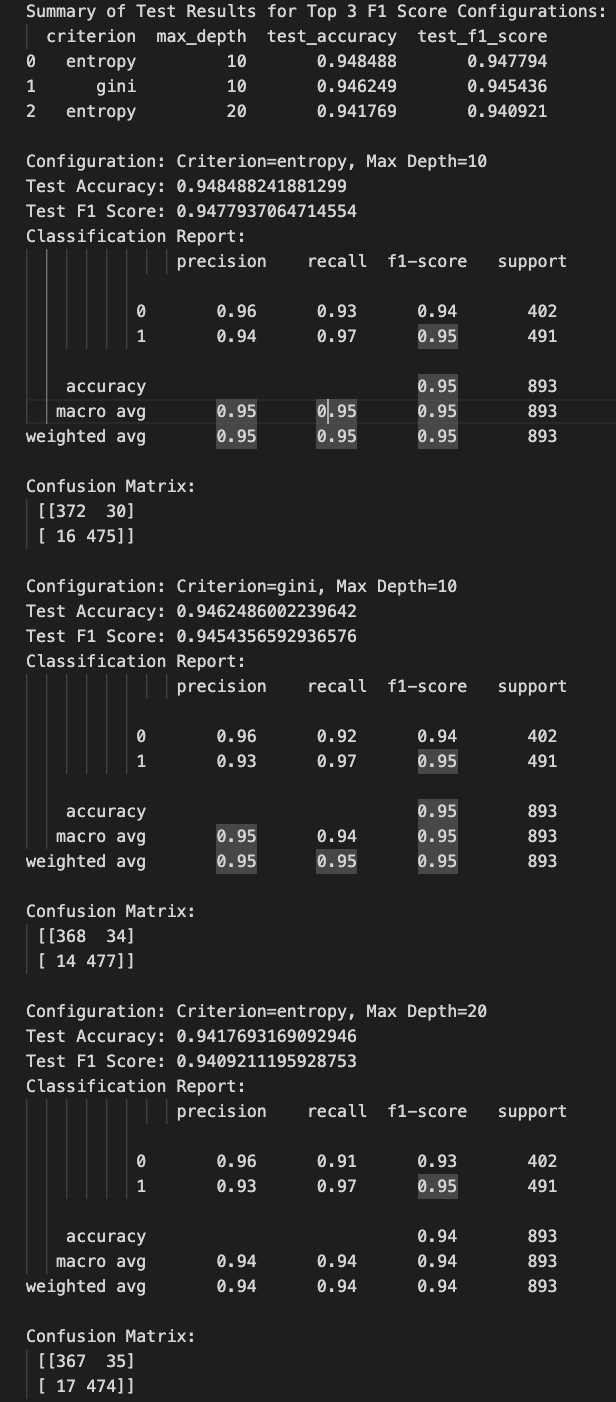 Summary of Test Results for Top 3 F1 Score Configurations:
criterion max_depth test_accuracy test_f1_score
0 entropy 10 0.948488 0.947794
1 gini 10 0.946249 0.945436
2 entropy 20 0.941769 0.940921
Configuration: Criterion=entropy, Max Depth=10
Test Accuracy: 0.948488241881299
Test F1 Score: 0.9477937064714554
Classification Report:
precision recall f1-score support
0 0.96 0.93 0.94 402
1 0.94 0.97 0.95 491
accuracy 0.95 893
macro avg 0.95 0.95 0.95 893
weighted avg 0.95 0.95 0.95 893
Confusion Matrix:
[[372 30]
[ 16 475]]
Configuration: Criterion=gini, Max Depth=10
Test Accuracy: 0.9462486002239642
Test F1 Score: 0.9454356592936576
Classification Report:
precision recall f1-score support
0 0.96 0.92 0.94 402
1 0.93 0.97 0.95 491
accuracy 0.95 893
macro avg 0.95 0.94 0.95 893
weighted avg 0.95 0.95 0.95 893
Confusion Matrix:
[[368 34]
[ 14 477]]
Configuration: Criterion=entropy, Max Depth=20
Test Accuracy: 0.9417693169092946
Test F1 Score: 0.9409211195928753
Classification Report:
precision recall f1-score support
0 0.96 0.91 0.93 402
1 0.93 0.97 0.95 491
accuracy 0.94 893
macro avg 0.94 0.94 0.94 893
weighted avg 0.94 0.94 0.94 893
Confusion Matrix:
[[367 35]
[ 17 474]]